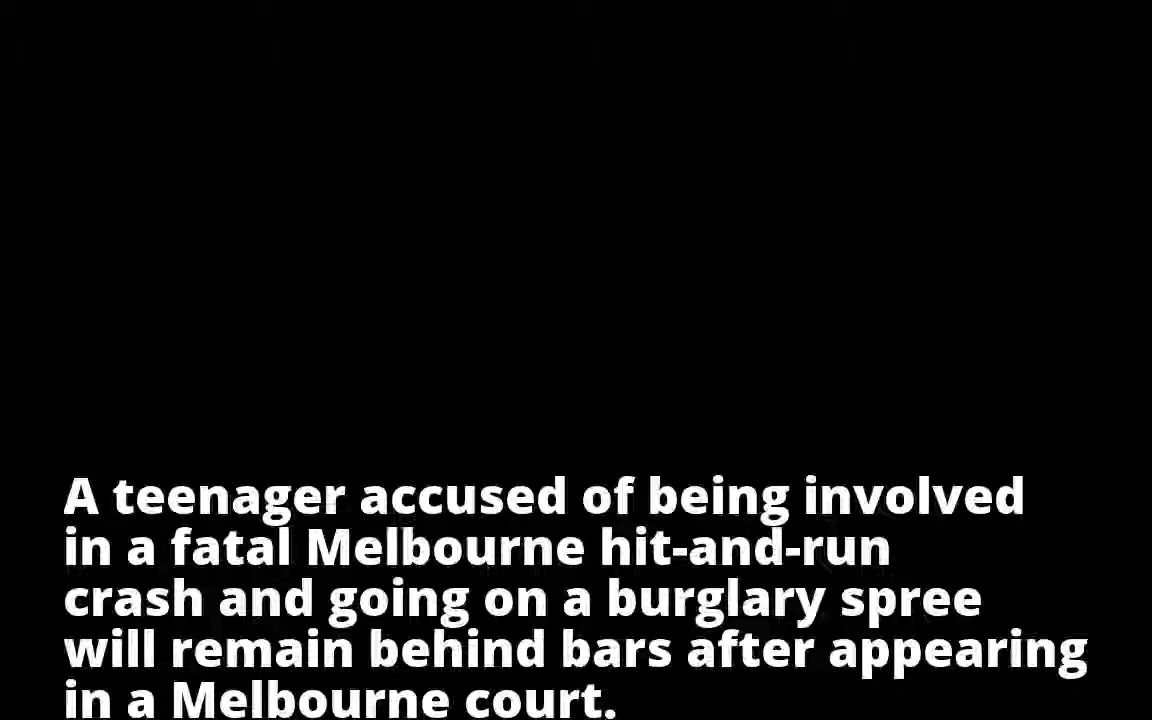 A teenager accused of being involved
in a fatal Melbourne hit-and-run
crash and going on a burglary spree
will remain behind bars after appearing
in a Melbourne court.